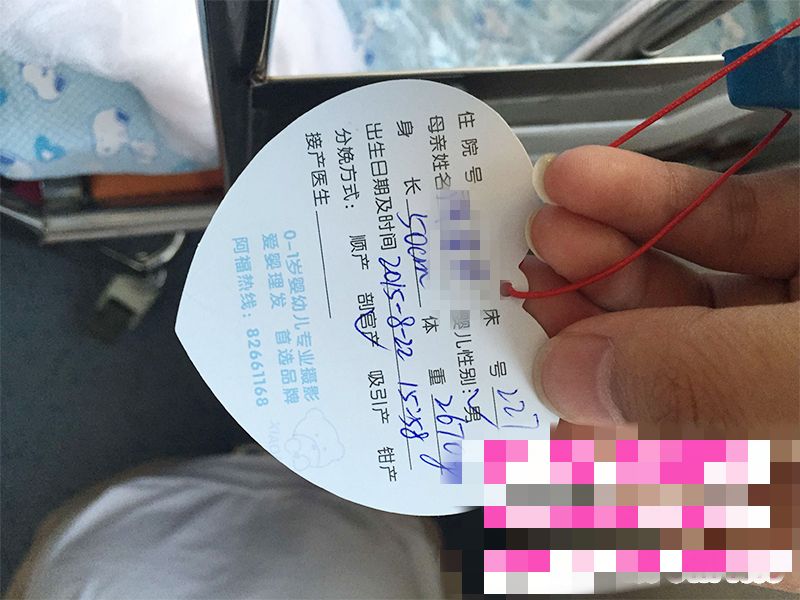 住院号 床号 227
母亲姓名 婴儿性别: 男
身长 50cm 体重 2670g
出生日期及时间 2015-8-22 15:58
分娩方式: 顺产 剖宫产 吸引产 钳产
接产医生
0-1岁婴幼儿专业摄影
爱婴理发 首选品牌
阿福热线: 82661168